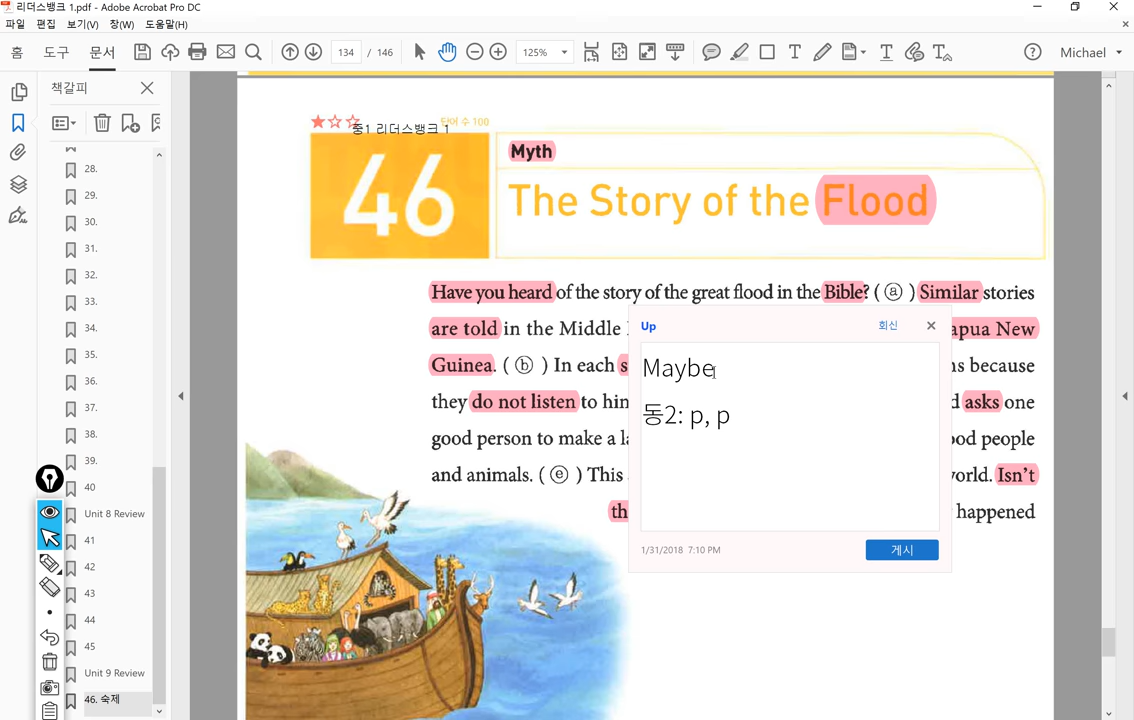 리더스뱅크 1.pdf - Adobe Acrobat Pro DC
파일 편집 보기(V) 창(W) 도움말(H)
홈 도구 문서 134 / 146 125% Michael
책갈피
28.
29.
30.
31.
32.
33.
34.
35.
36.
37.
38.
39.
40
Unit 8 Review
41
42
43
44
45
Unit 9 Review
46. 숙제
단어 수 100
중1 리더스뱅크 1
46
Myth
The Story of the Flood
Have you heard of the story of the great flood in the Bible? ( ⓐ ) Similar stories
are told in the Middle apua New
Guinea. ( ⓑ ) In each s ns because
they do not listen to him d asks one
good person to make a la ood people
and animals. ( ⓔ ) This vorld. Isn't
th happened
Up 회신
Maybe
동2: p, p
1/31/2018 7:10 PM 게시